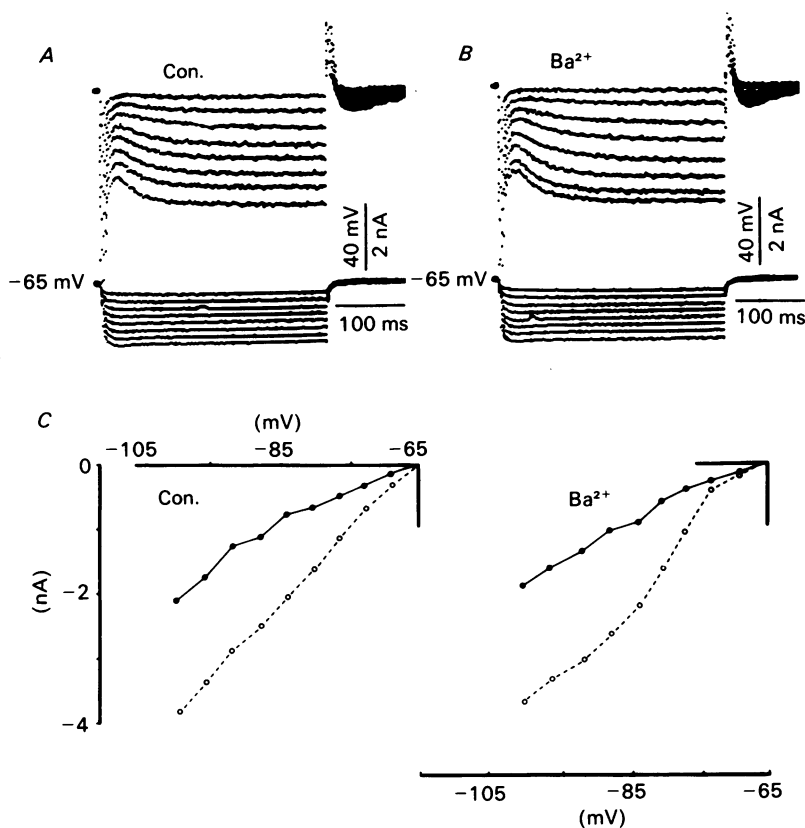 A
Con.
40 mV
2 nA
−65 mV
100 ms
B
Ba²⁺
40 mV
2 nA
−65 mV
100 ms
C
(mV)
−105 −85 −65
0
−2
−4
(nA)
Con.
Ba²⁺
−105 −85 −65
(mV)